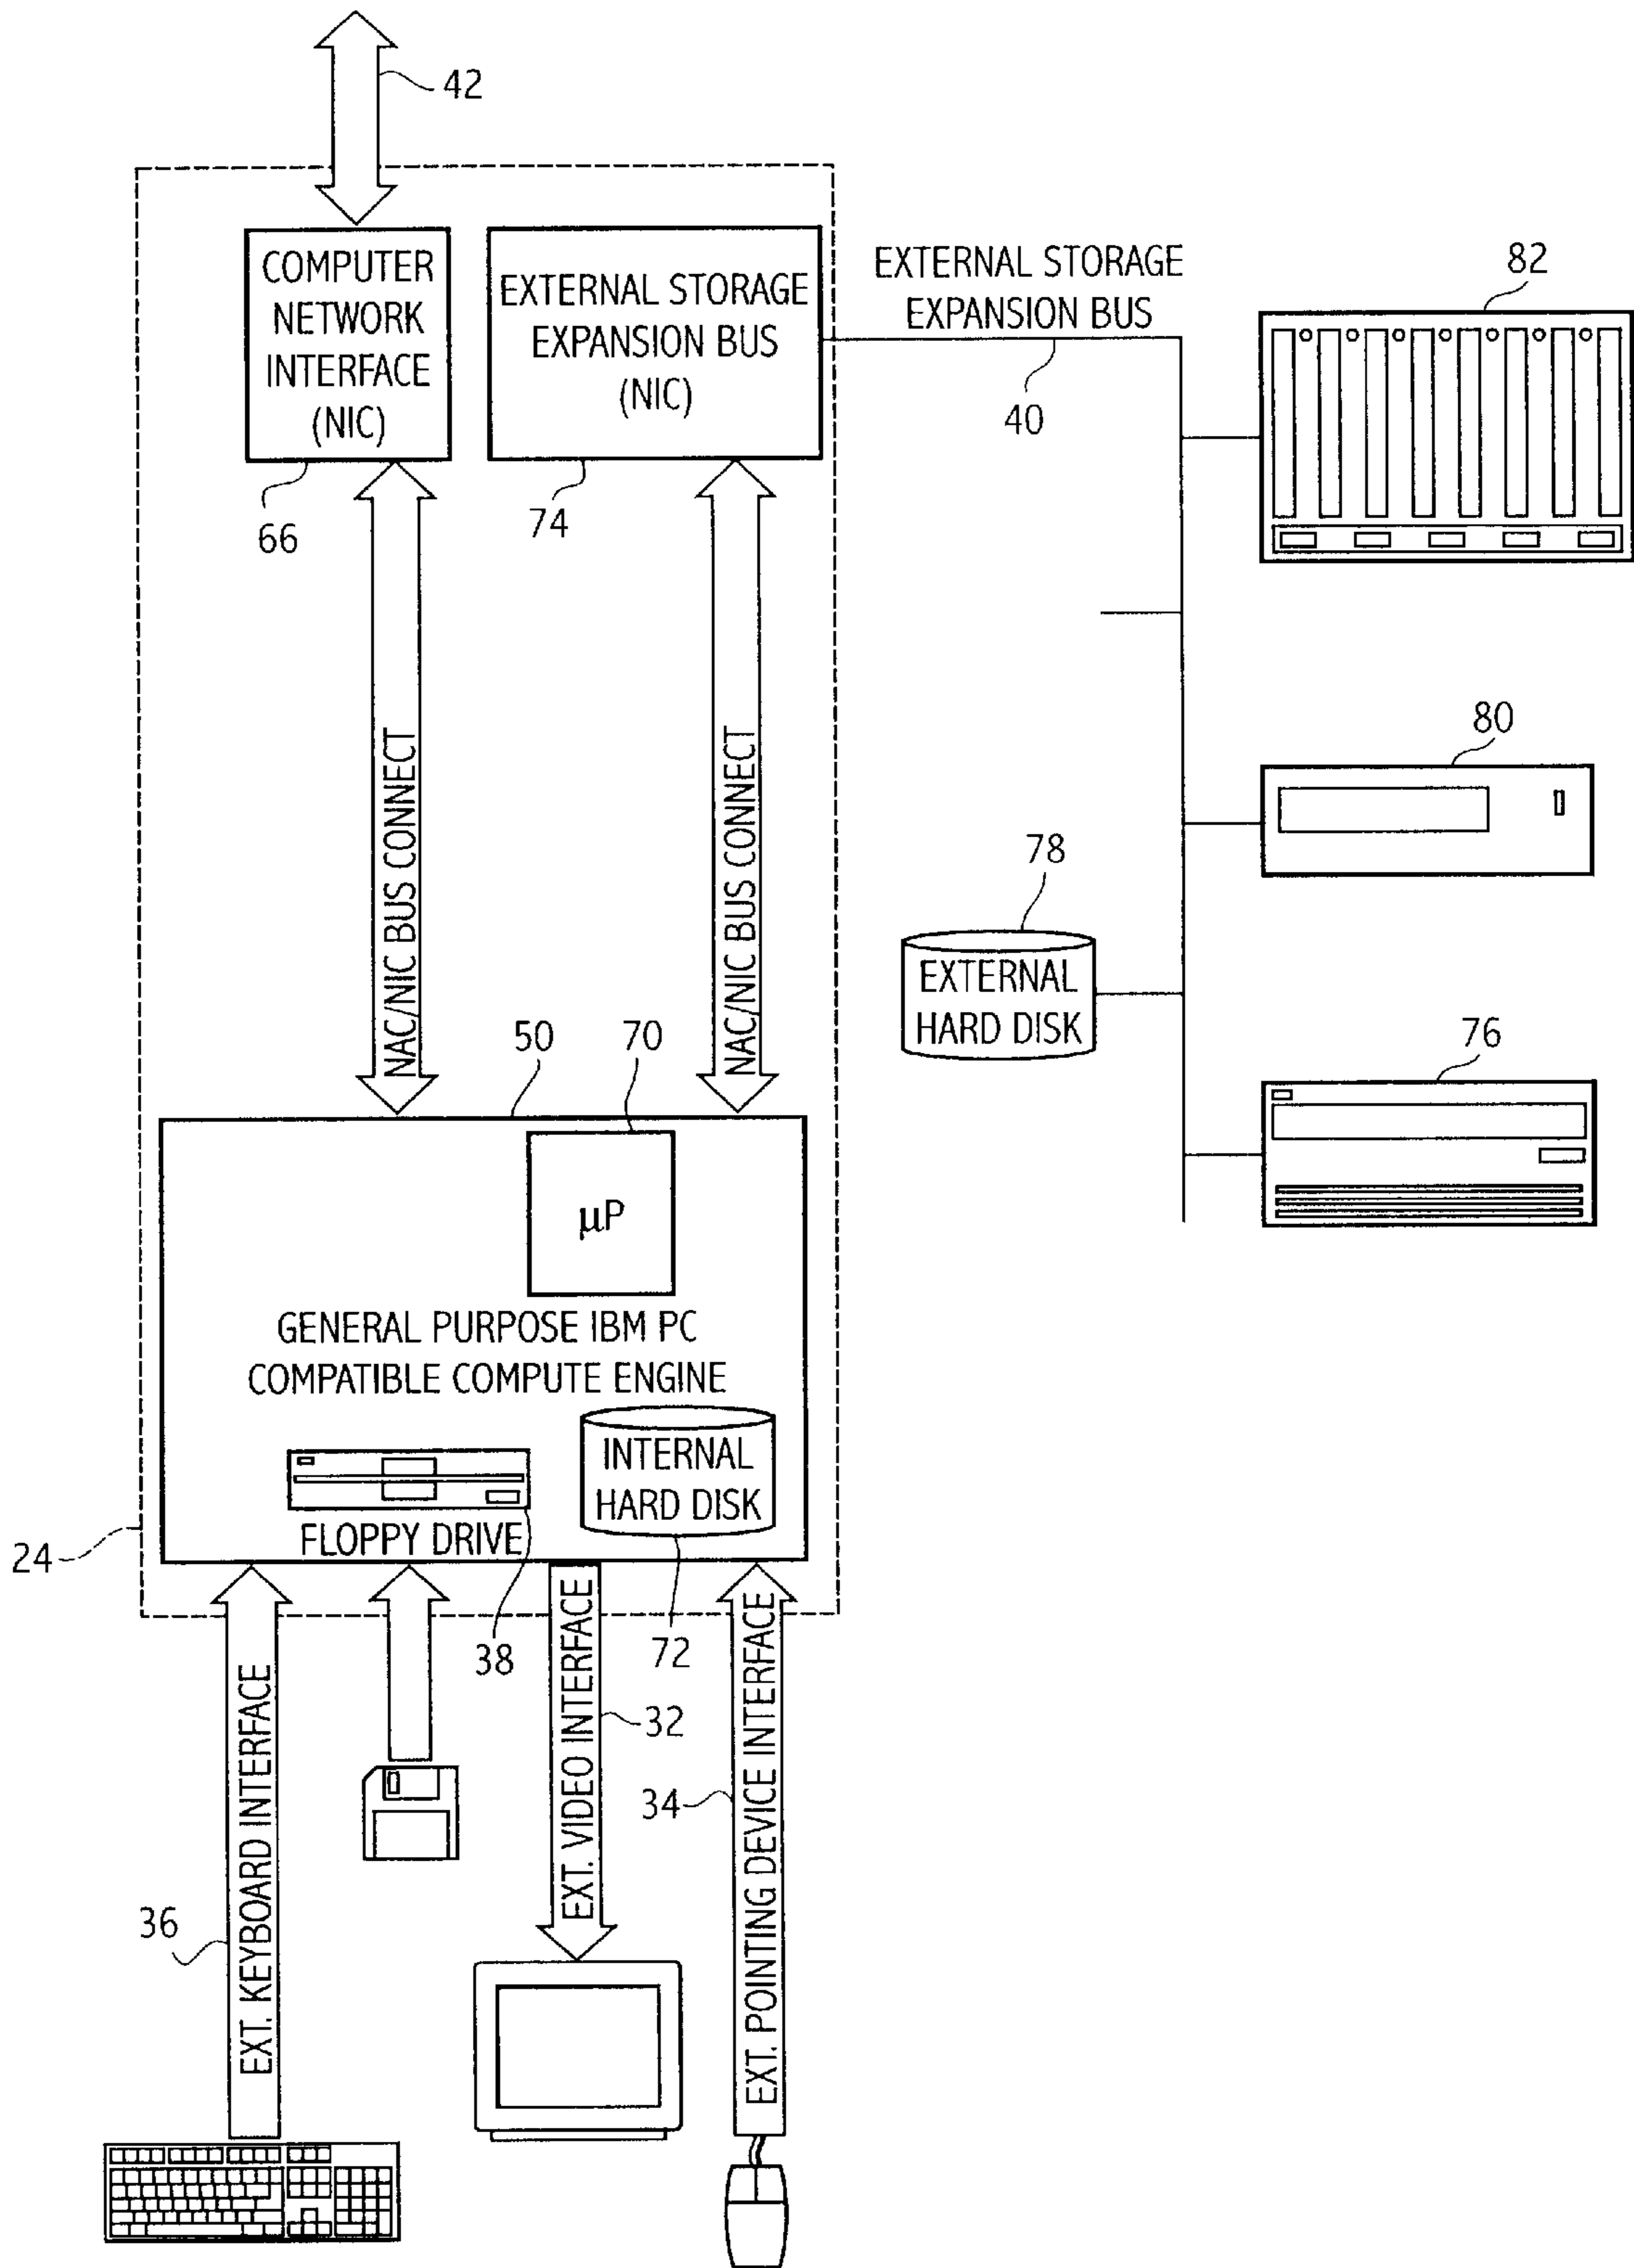 42
COMPUTER
NETWORK
INTERFACE
(NIC)
66
EXTERNAL STORAGE
EXPANSION BUS
(NIC)
74
EXTERNAL STORAGE
EXPANSION BUS
40
82
80
78
EXTERNAL
HARD DISK
76
NAC/NIC BUS CONNECT
NAC/NIC BUS CONNECT
50
70
μP
GENERAL PURPOSE IBM PC
COMPATIBLE COMPUTE ENGINE
INTERNAL
HARD DISK
FLOPPY DRIVE
24
38
72
EXT. KEYBOARD INTERFACE
36
EXT. VIDEO INTERFACE
32
EXT. POINTING DEVICE INTERFACE
34